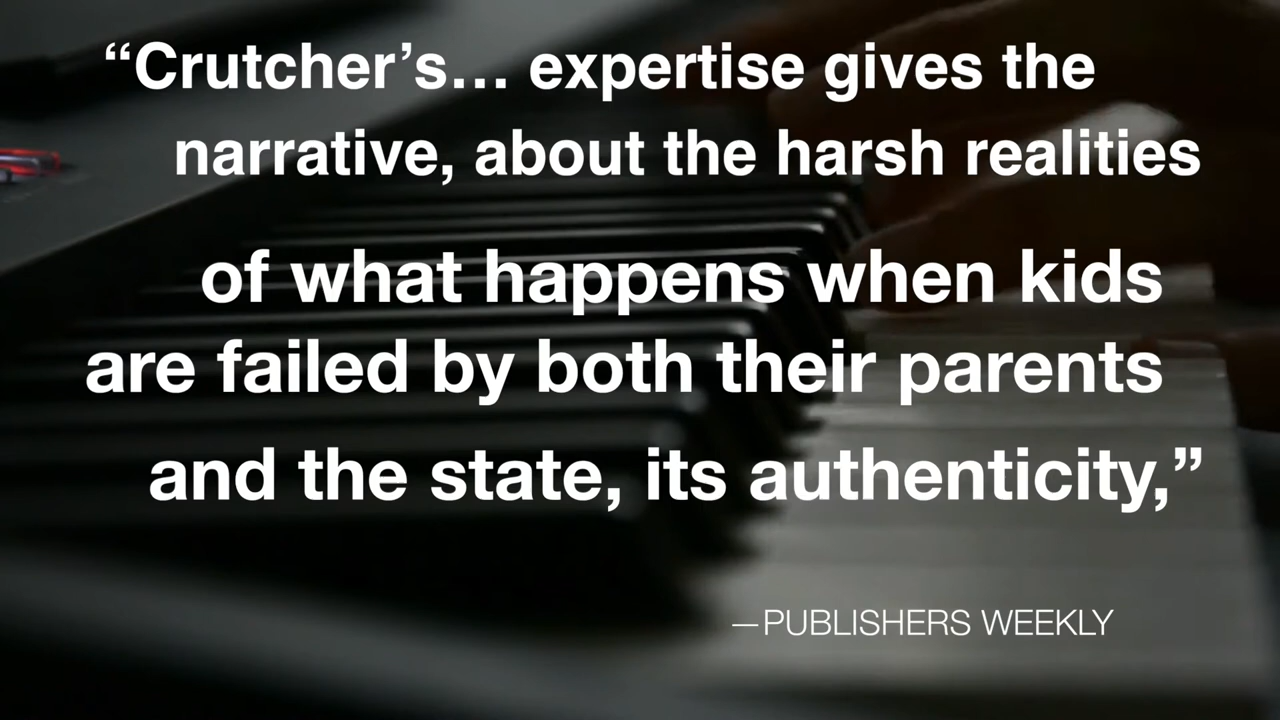 “Crutcher’s… expertise gives the
narrative, about the harsh realities
of what happens when kids
are failed by both their parents
and the state, its authenticity,”
—PUBLISHERS WEEKLY